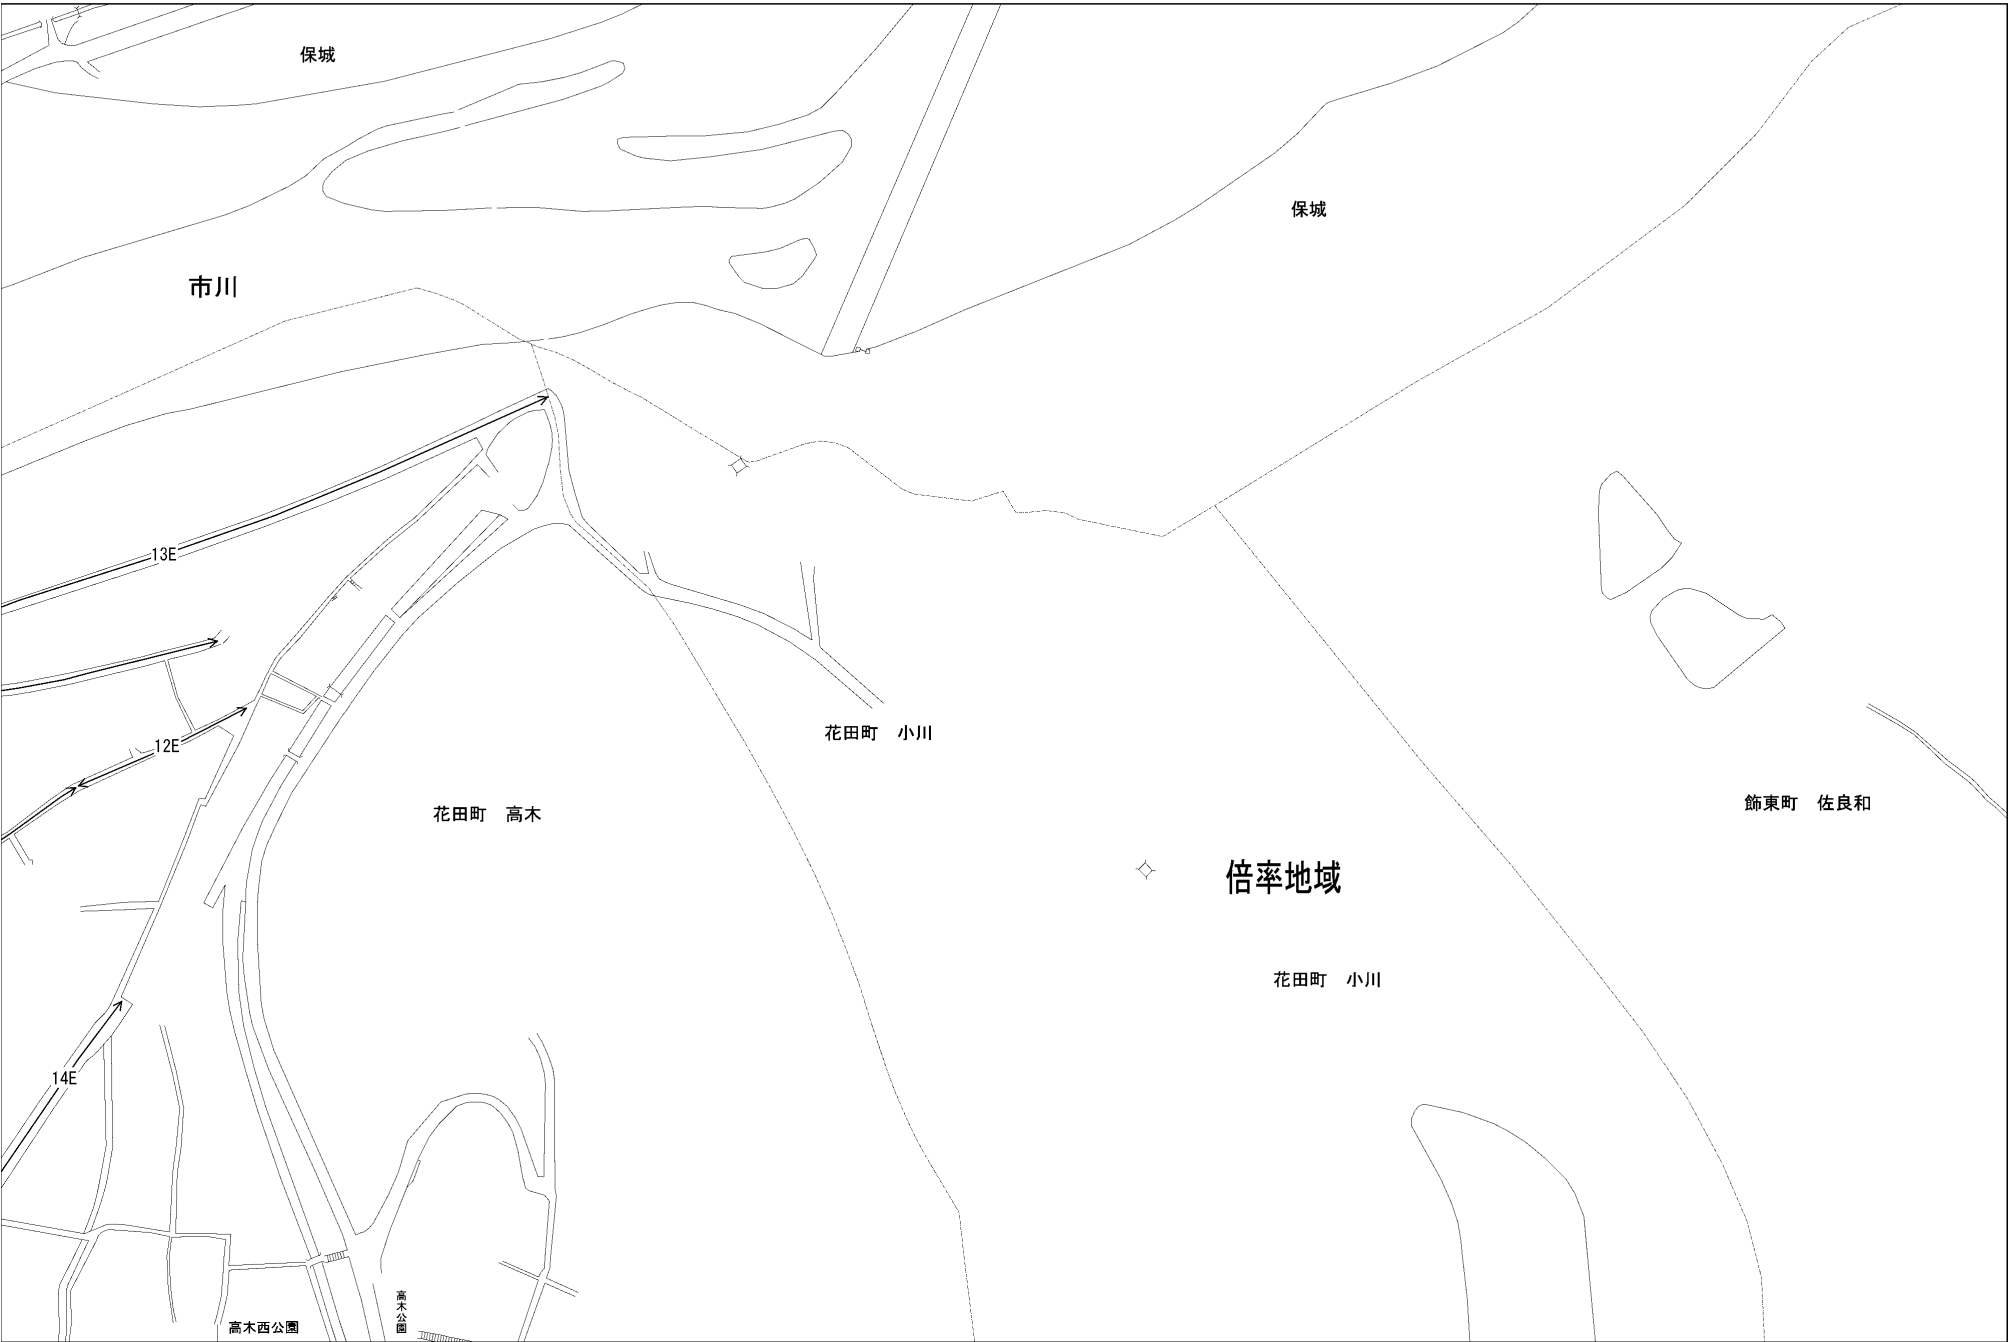 保城
保城
市川
13E
花田町　小川
12E
飾東町　佐良和
花田町　高木
倍率地域
花田町　小川
14E
高木公園
高木西公園